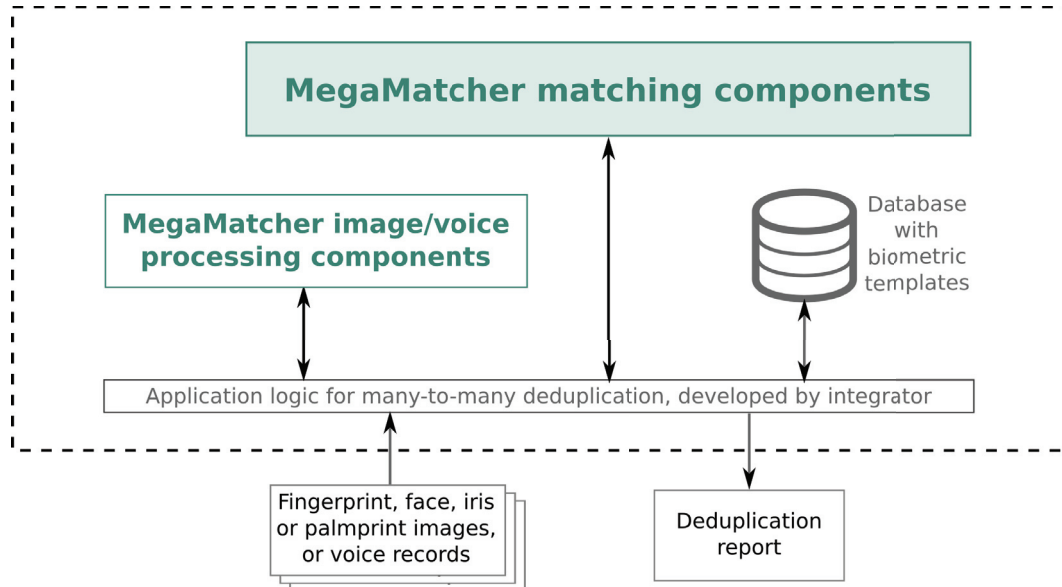 MegaMatcher matching components
MegaMatcher image/voice
processing components
Database
with
biometric
templates
Application logic for many-to-many deduplication, developed by integrator
Fingerprint, face, iris
or palmprint images,
or voice records
Deduplication
report